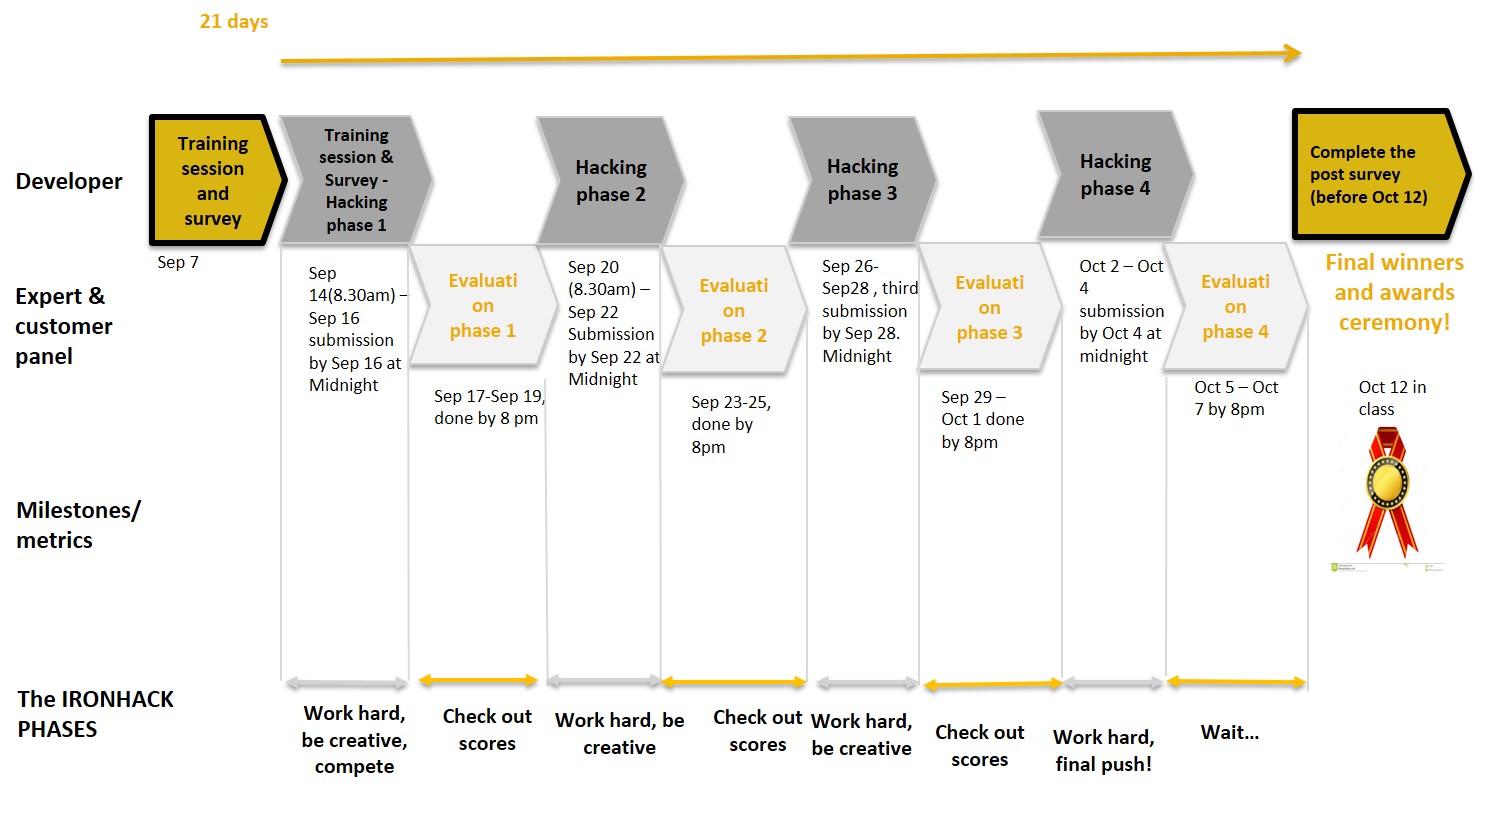 21 days
Developer
Training
session
and
survey
Sep 7
Training
session &
Survey -
Hacking
phase 1
Hacking
phase 2
Hacking
phase 3
Hacking
phase 4
Complete the
post survey
(before Oct 12)
Expert &
customer
panel
Sep
14(8.30am) –
Sep 16
submission
by Sep 16 at
Midnight
Evaluati
on
phase 1
Sep 17-Sep 19,
done by 8 pm
Sep 20
(8.30am) –
Sep 22
Submission
by Sep 22 at
Midnight
Evaluati
on
phase 2
Sep 23-25,
done by
8pm
Sep 26-
Sep28 , third
submission
by Sep 28.
Midnight
Evaluati
on
phase 3
Sep 29 –
Oct 1 done
by 8pm
Oct 2 – Oct
4
submission
by Oct 4 at
midnight
Evaluati
on
phase 4
Oct 5 – Oct
7 by 8pm
Final winners
and awards
ceremony!
Oct 12 in
class
Milestones/
metrics
The IRONHACK
PHASES
Work hard,
be creative,
compete
Check out
scores
Work hard, be
creative
Check out
scores
Work hard,
be creative
Check out
scores
Work hard,
final push!
Wait...